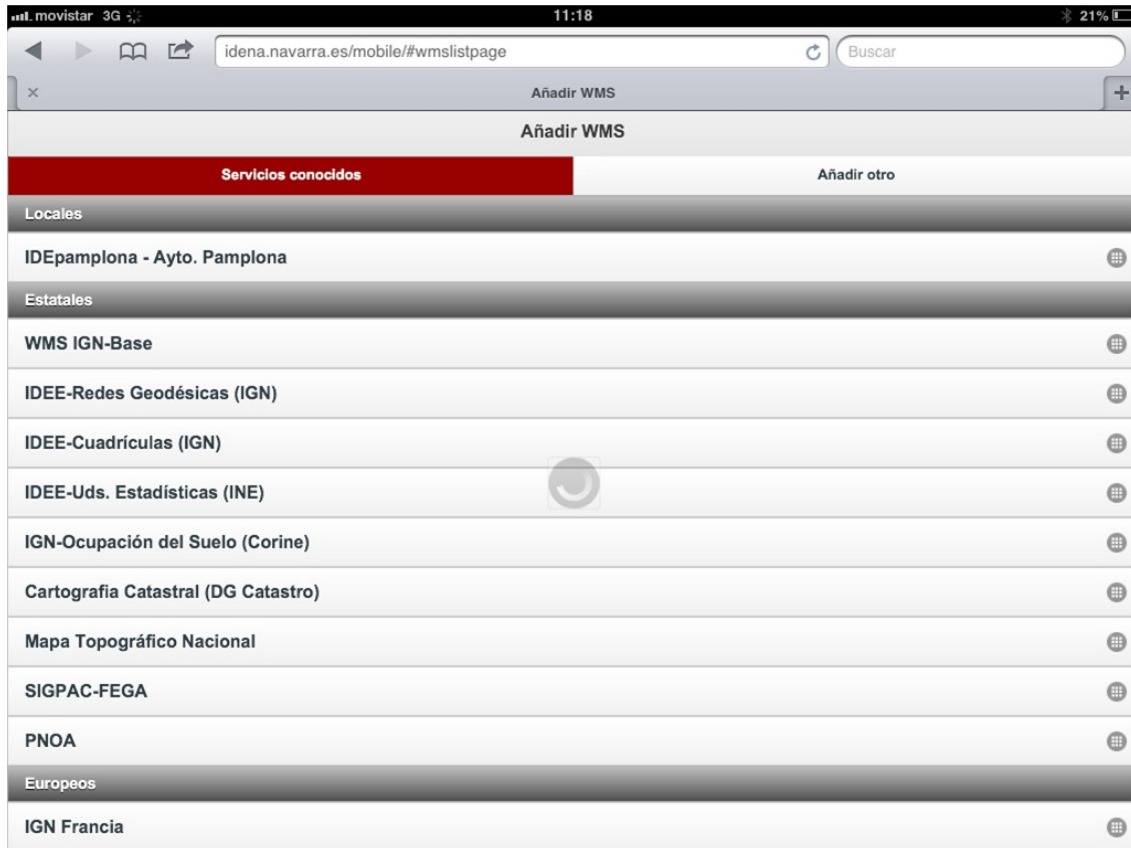 movistar 3G 11:18 21%
idena.navarra.es/mobile/#wmslistpage Buscar
Añadir WMS
Añadir WMS
Servicios conocidos Añadir otro
Locales
IDEpamplona - Ayto. Pamplona
Estatales
WMS IGN-Base
IDEE-Redes Geodésicas (IGN)
IDEE-Cuadrículas (IGN)
IDEE-Uds. Estadísticas (INE)
IGN-Ocupación del Suelo (Corine)
Cartografia Catastral (DG Catastro)
Mapa Topográfico Nacional
SIGPAC-FEGA
PNOA
Europeos
IGN Francia